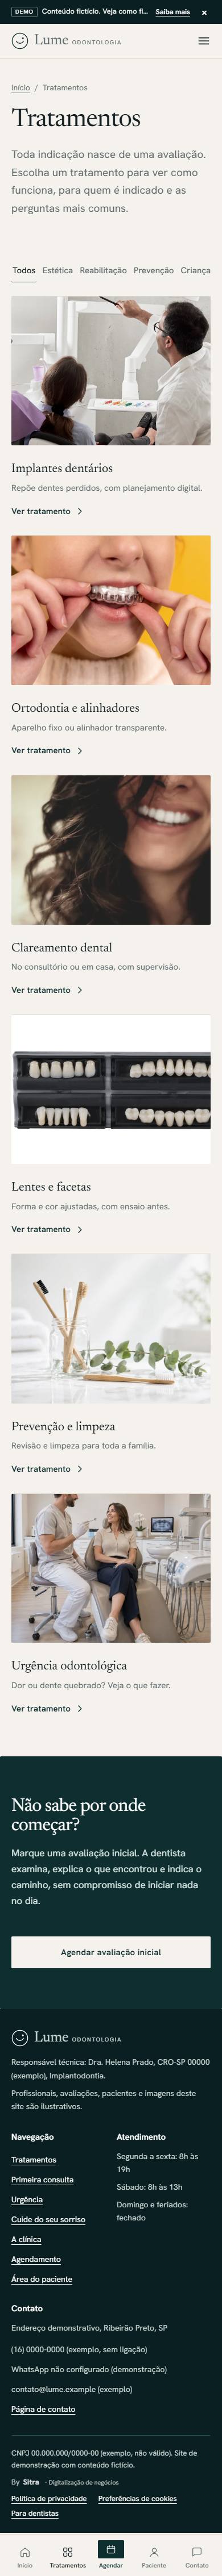 DEMO Conteúdo fictício. Veja como fi... Saiba mais ×
Lume ODONTOLOGIA
Início / Tratamentos
Tratamentos
Toda indicação nasce de uma avaliação.
Escolha um tratamento para ver como
funciona, para quem é indicado e as
perguntas mais comuns.
Todos Estética Reabilitação Prevenção Criança
Implantes dentários
Repõe dentes perdidos, com planejamento digital.
Ver tratamento
Ortodontia e alinhadores
Aparelho fixo ou alinhador transparente.
Ver tratamento
Clareamento dental
No consultório ou em casa, com supervisão.
Ver tratamento
Lentes e facetas
Forma e cor ajustadas, com ensaio antes.
Ver tratamento
Prevenção e limpeza
Revisão e limpeza para toda a família.
Ver tratamento
Urgência odontológica
Dor ou dente quebrado? Veja o que fazer.
Ver tratamento
Não sabe por onde
começar?
Marque uma avaliação inicial. A dentista
examina, explica o que encontrou e indica o
caminho, sem compromisso de iniciar nada
no dia.
Agendar avaliação inicial
Lume ODONTOLOGIA
Responsável técnica: Dra. Helena Prado, CRO-SP 00000
(exemplo), Implantodontia.
Profissionais, avaliações, pacientes e imagens deste
site são ilustrativos.
Navegação
Tratamentos
Primeira consulta
Urgência
Cuide do seu sorriso
A clínica
Agendamento
Área do paciente
Atendimento
Segunda a sexta: 8h às
19h
Sábado: 8h às 13h
Domingo e feriados:
fechado
Contato
Endereço demonstrativo, Ribeirão Preto, SP
(16) 0000-0000 (exemplo, sem ligação)
WhatsApp não configurado (demonstração)
contato@lume.example (exemplo)
Página de contato
CNPJ 00.000.000/0000-00 (exemplo, não válido). Site de
demonstração com conteúdo fictício.
By Sitra · Digitalização de negócios
Política de privacidade Preferências de cookies
Para dentistas
Início Tratamentos Agendar Paciente Contato